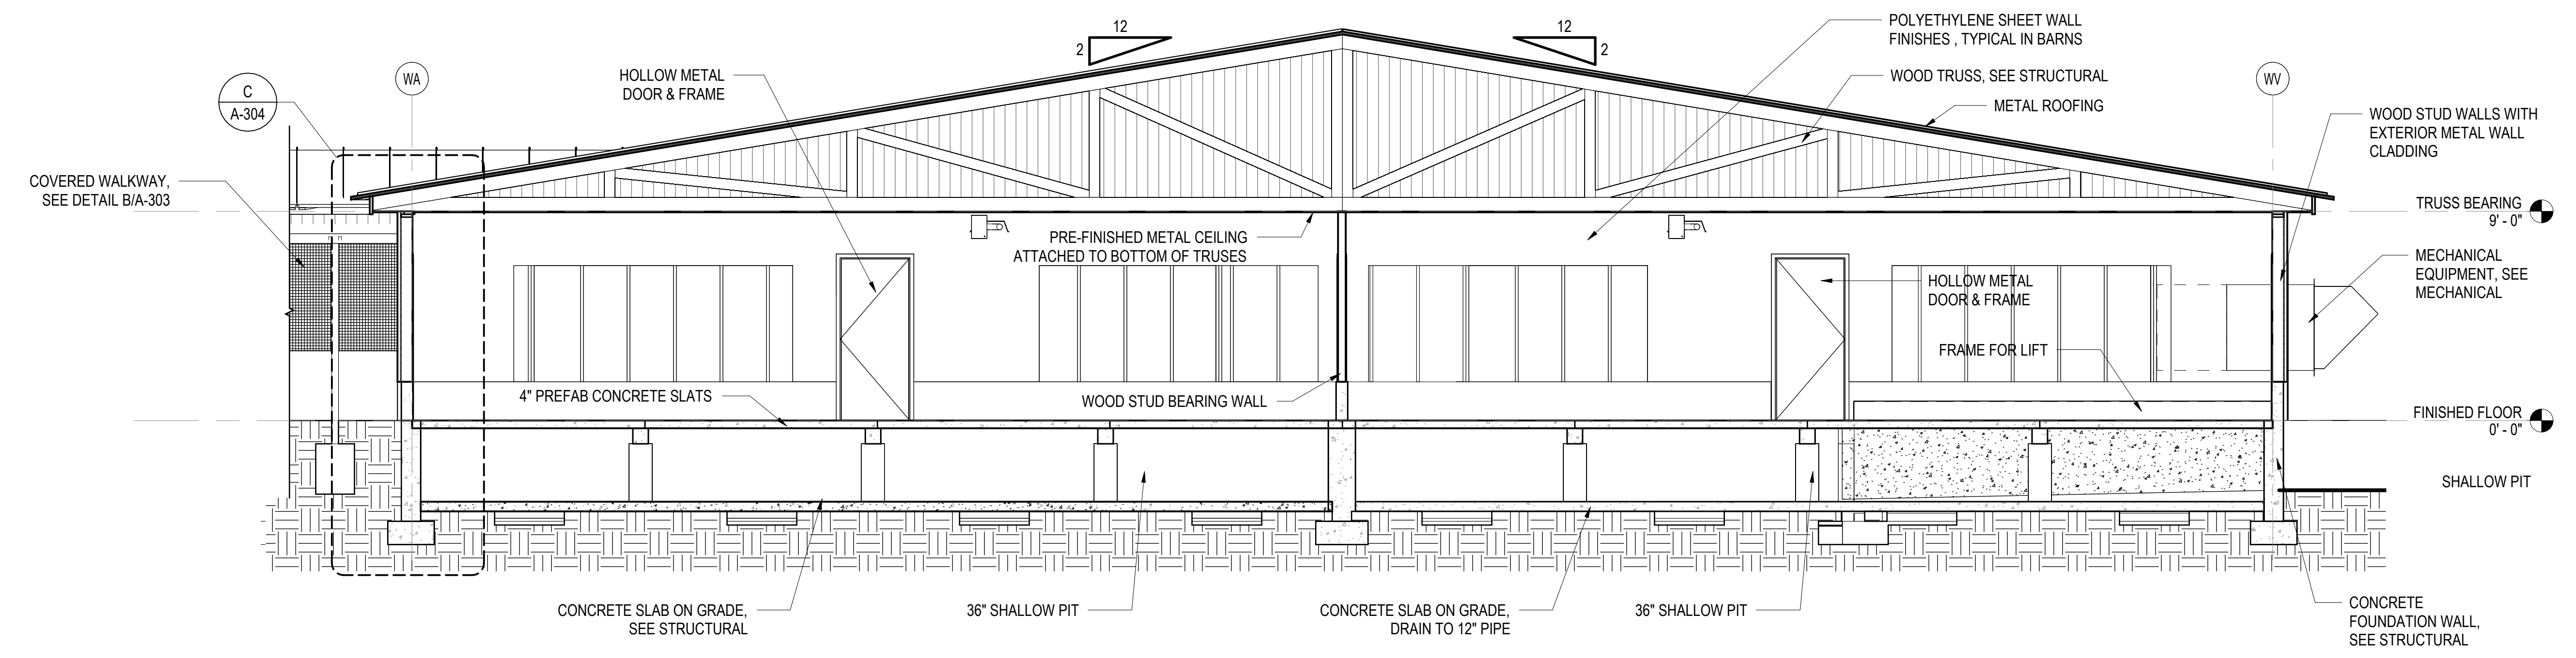 12
2
12
2
POLYETHYLENE SHEET WALL
FINISHES , TYPICAL IN BARNS
WOOD TRUSS, SEE STRUCTURAL
METAL ROOFING
WA
WV
HOLLOW METAL
DOOR & FRAME
C
A-304
WOOD STUD WALLS WITH
EXTERIOR METAL WALL
CLADDING
COVERED WALKWAY,
SEE DETAIL B/A-303
TRUSS BEARING
9' - 0"
PRE-FINISHED METAL CEILING
ATTACHED TO BOTTOM OF TRUSES
MECHANICAL
EQUIPMENT, SEE
MECHANICAL
HOLLOW METAL
DOOR & FRAME
FRAME FOR LIFT
4" PREFAB CONCRETE SLATS
WOOD STUD BEARING WALL
FINISHED FLOOR
0' - 0"
SHALLOW PIT
CONCRETE SLAB ON GRADE,
SEE STRUCTURAL
36" SHALLOW PIT
CONCRETE SLAB ON GRADE,
DRAIN TO 12" PIPE
36" SHALLOW PIT
CONCRETE
FOUNDATION WALL,
SEE STRUCTURAL